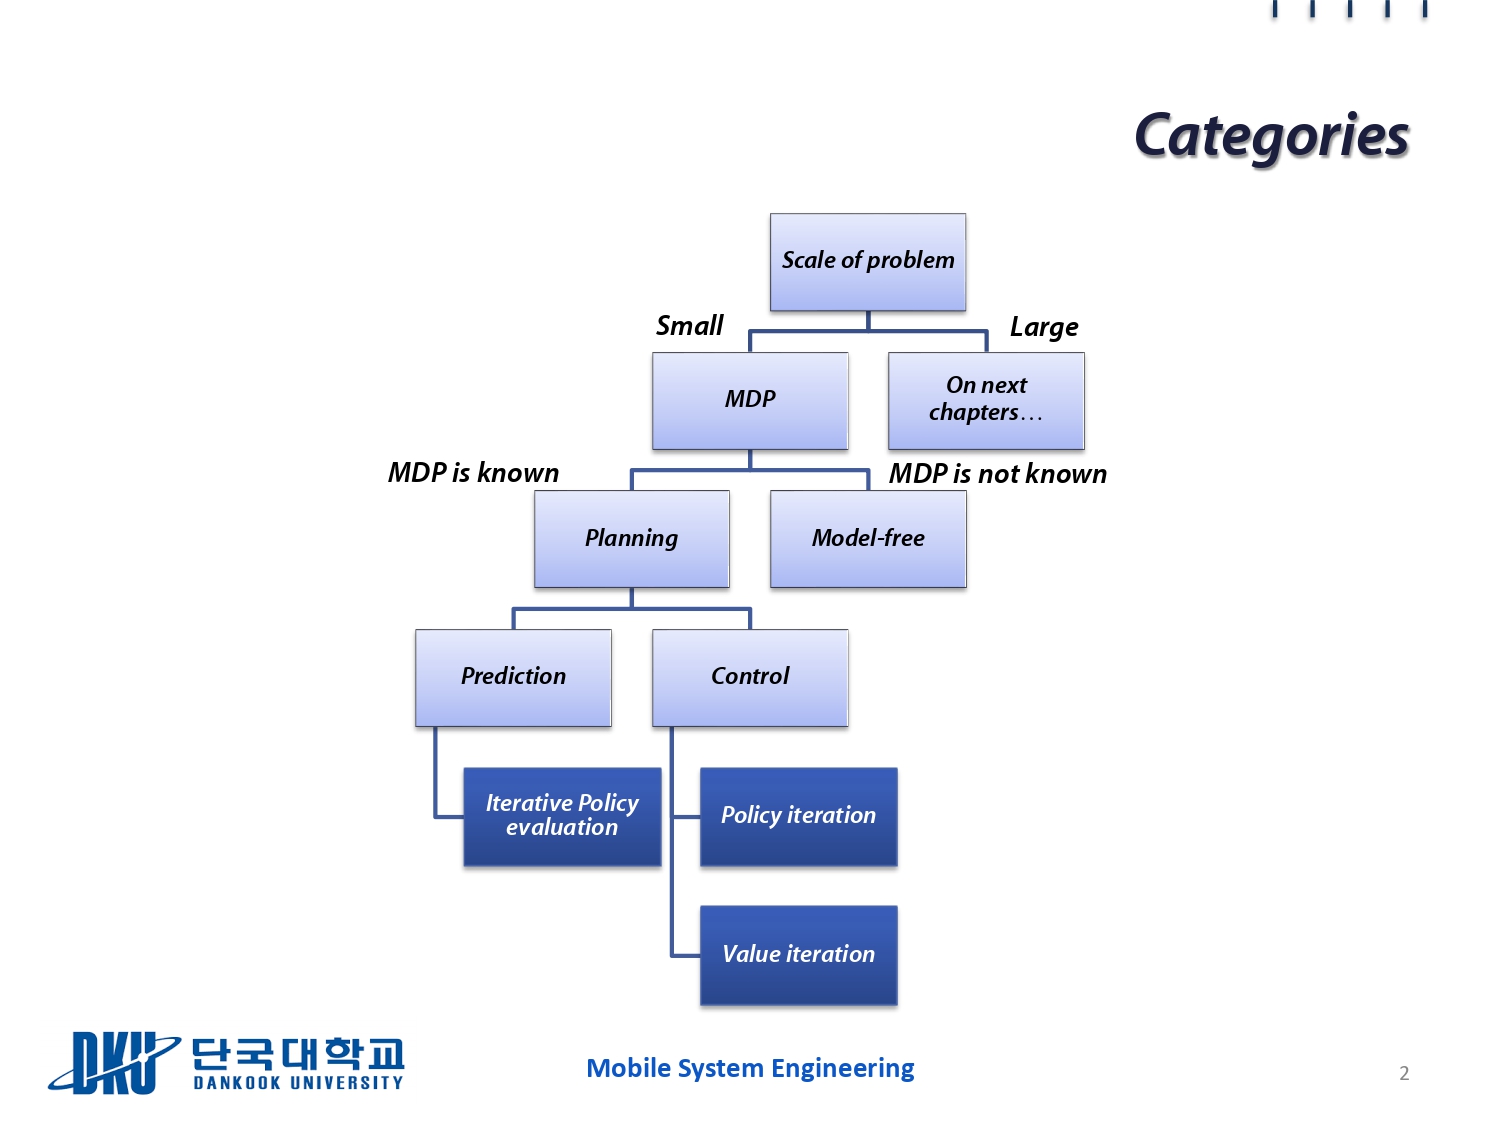 Categories
Scale of problem
Small
Large
MDP
On next
chapters…
MDP is known
MDP is not known
Planning
Model-free
Prediction
Control
Iterative Policy
evaluation
Policy iteration
Value iteration
DKU 단국대학교
DANKOOK UNIVERSITY
Mobile System Engineering
2